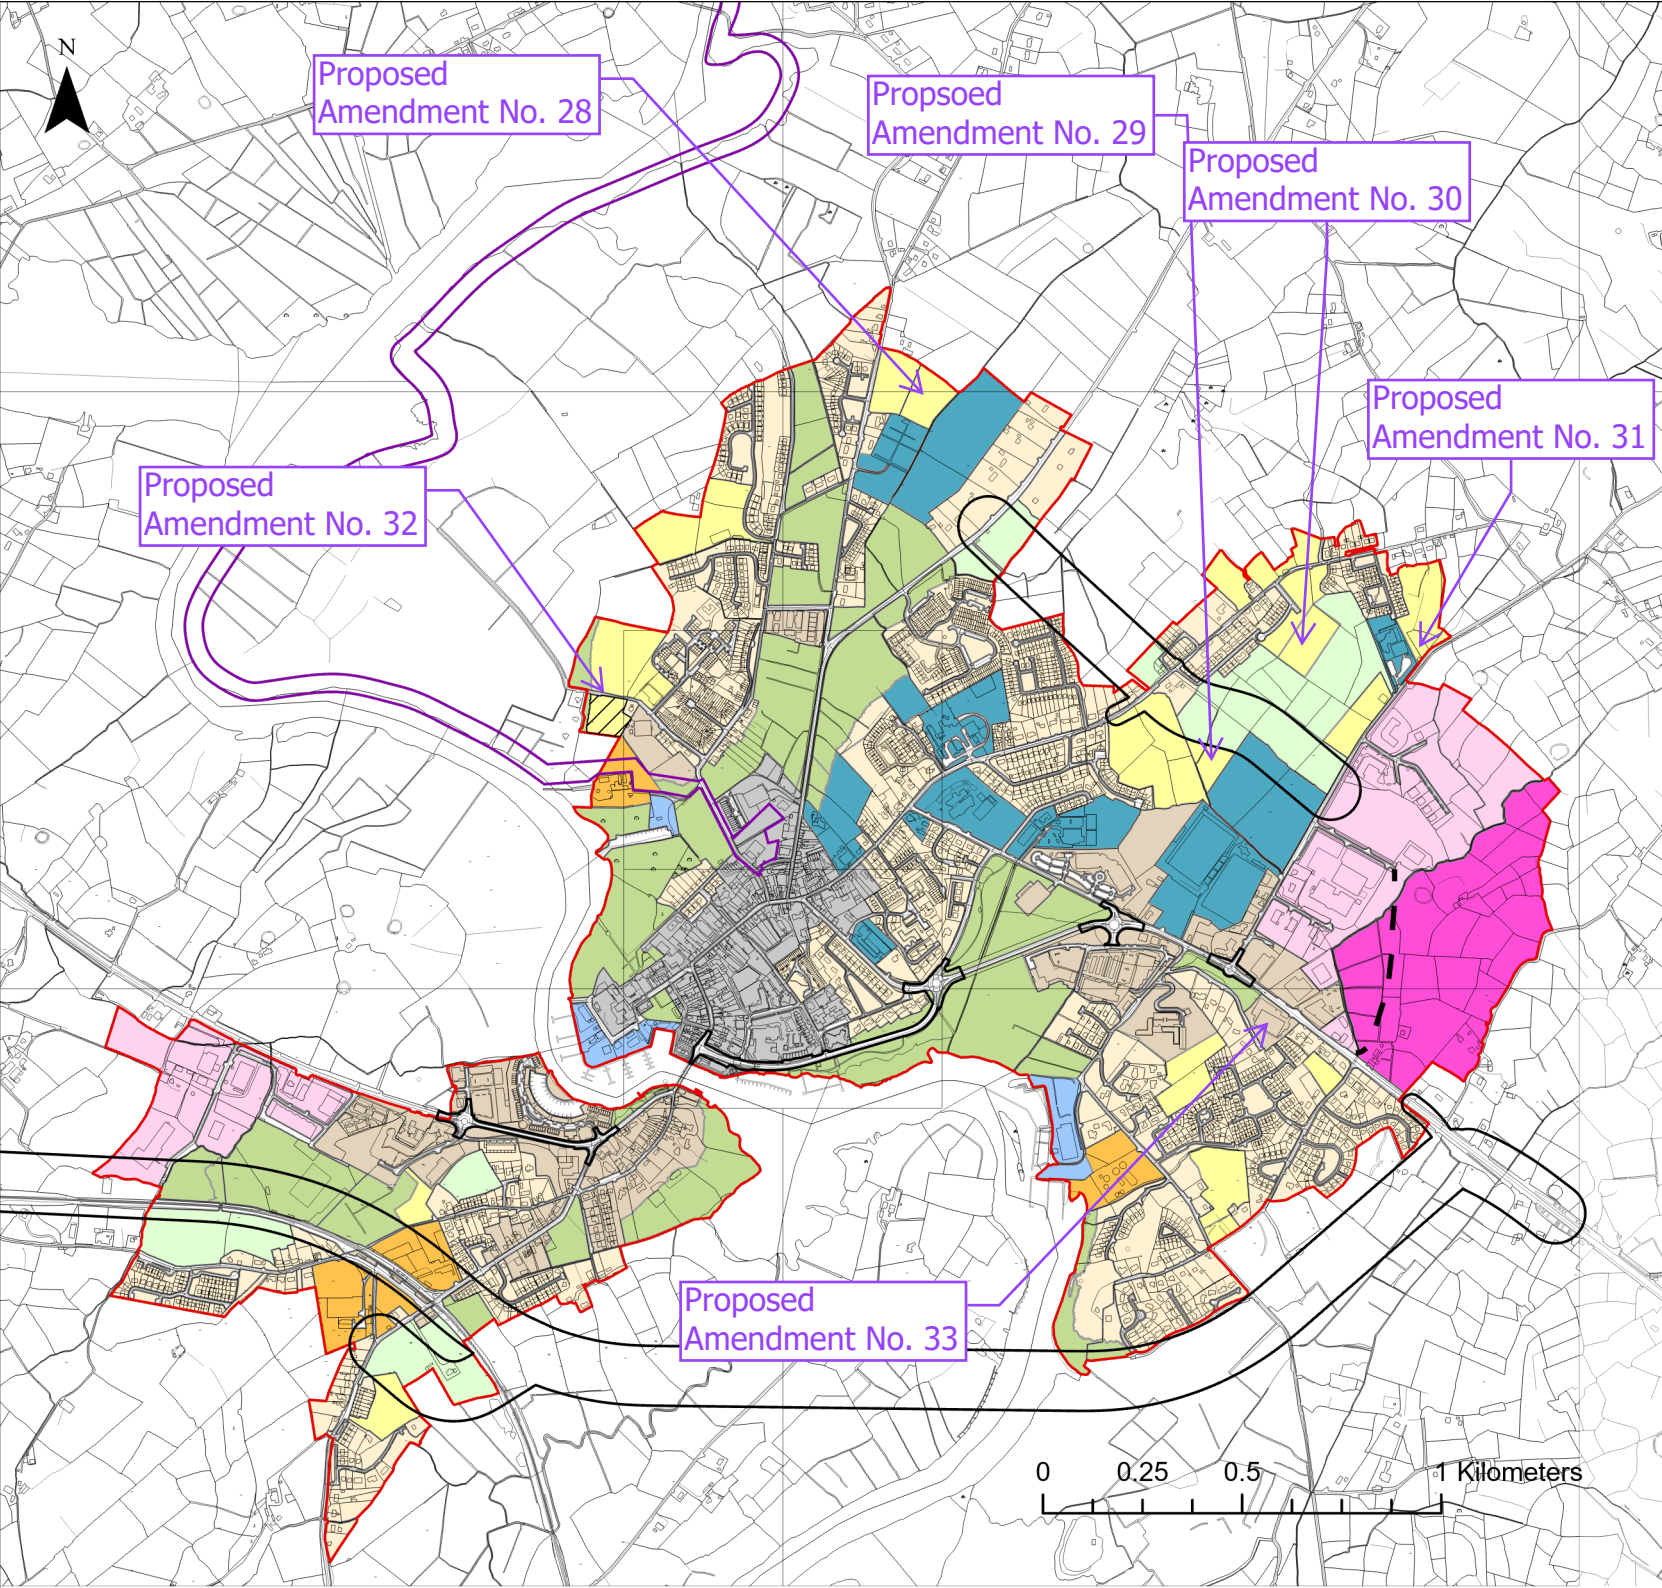 N
Proposed
Amendment No. 28
Propsoed
Amendment No. 29
Proposed
Amendment No. 30
Proposed
Amendment No. 31
Proposed
Amendment No. 32
Proposed
Amendment No. 33
0 0.25 0.5 1 Kilometers